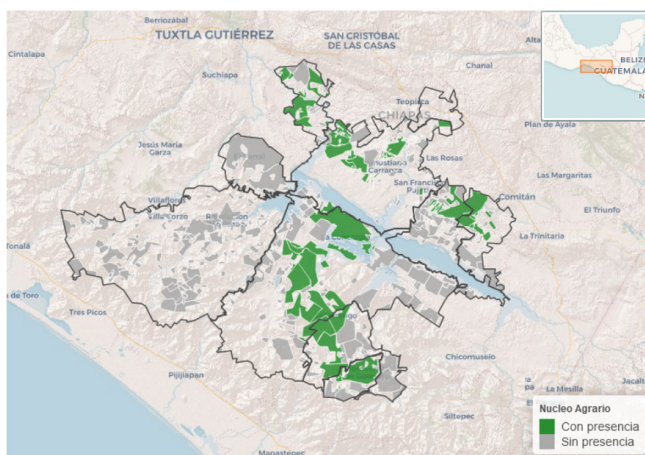 Berriozábal
TUXTLA GUTIÉRREZ
SAN CRISTÓBAL
DE LAS CASAS
Cintalapa
Suchiapa
Chanal
Alta
BELIZE
GUATEMALA
Teopisca
CHIAPAS
Plan de Ayala
Jesús María
Garza
Venustiano
Carranza
Las Rosas
Las Margaritas
San Francisco
Comitán
Villaflores
Villa Corzo
El Triunfo
La Trinitaria
Tonalá
a de Toro
Tres Picos
Chicomuselo
Pijijiapan
Jacalt
La Mesilla
Siltepec
Mapastepec
Nucleo Agrario
Con presencia
Sin presencia